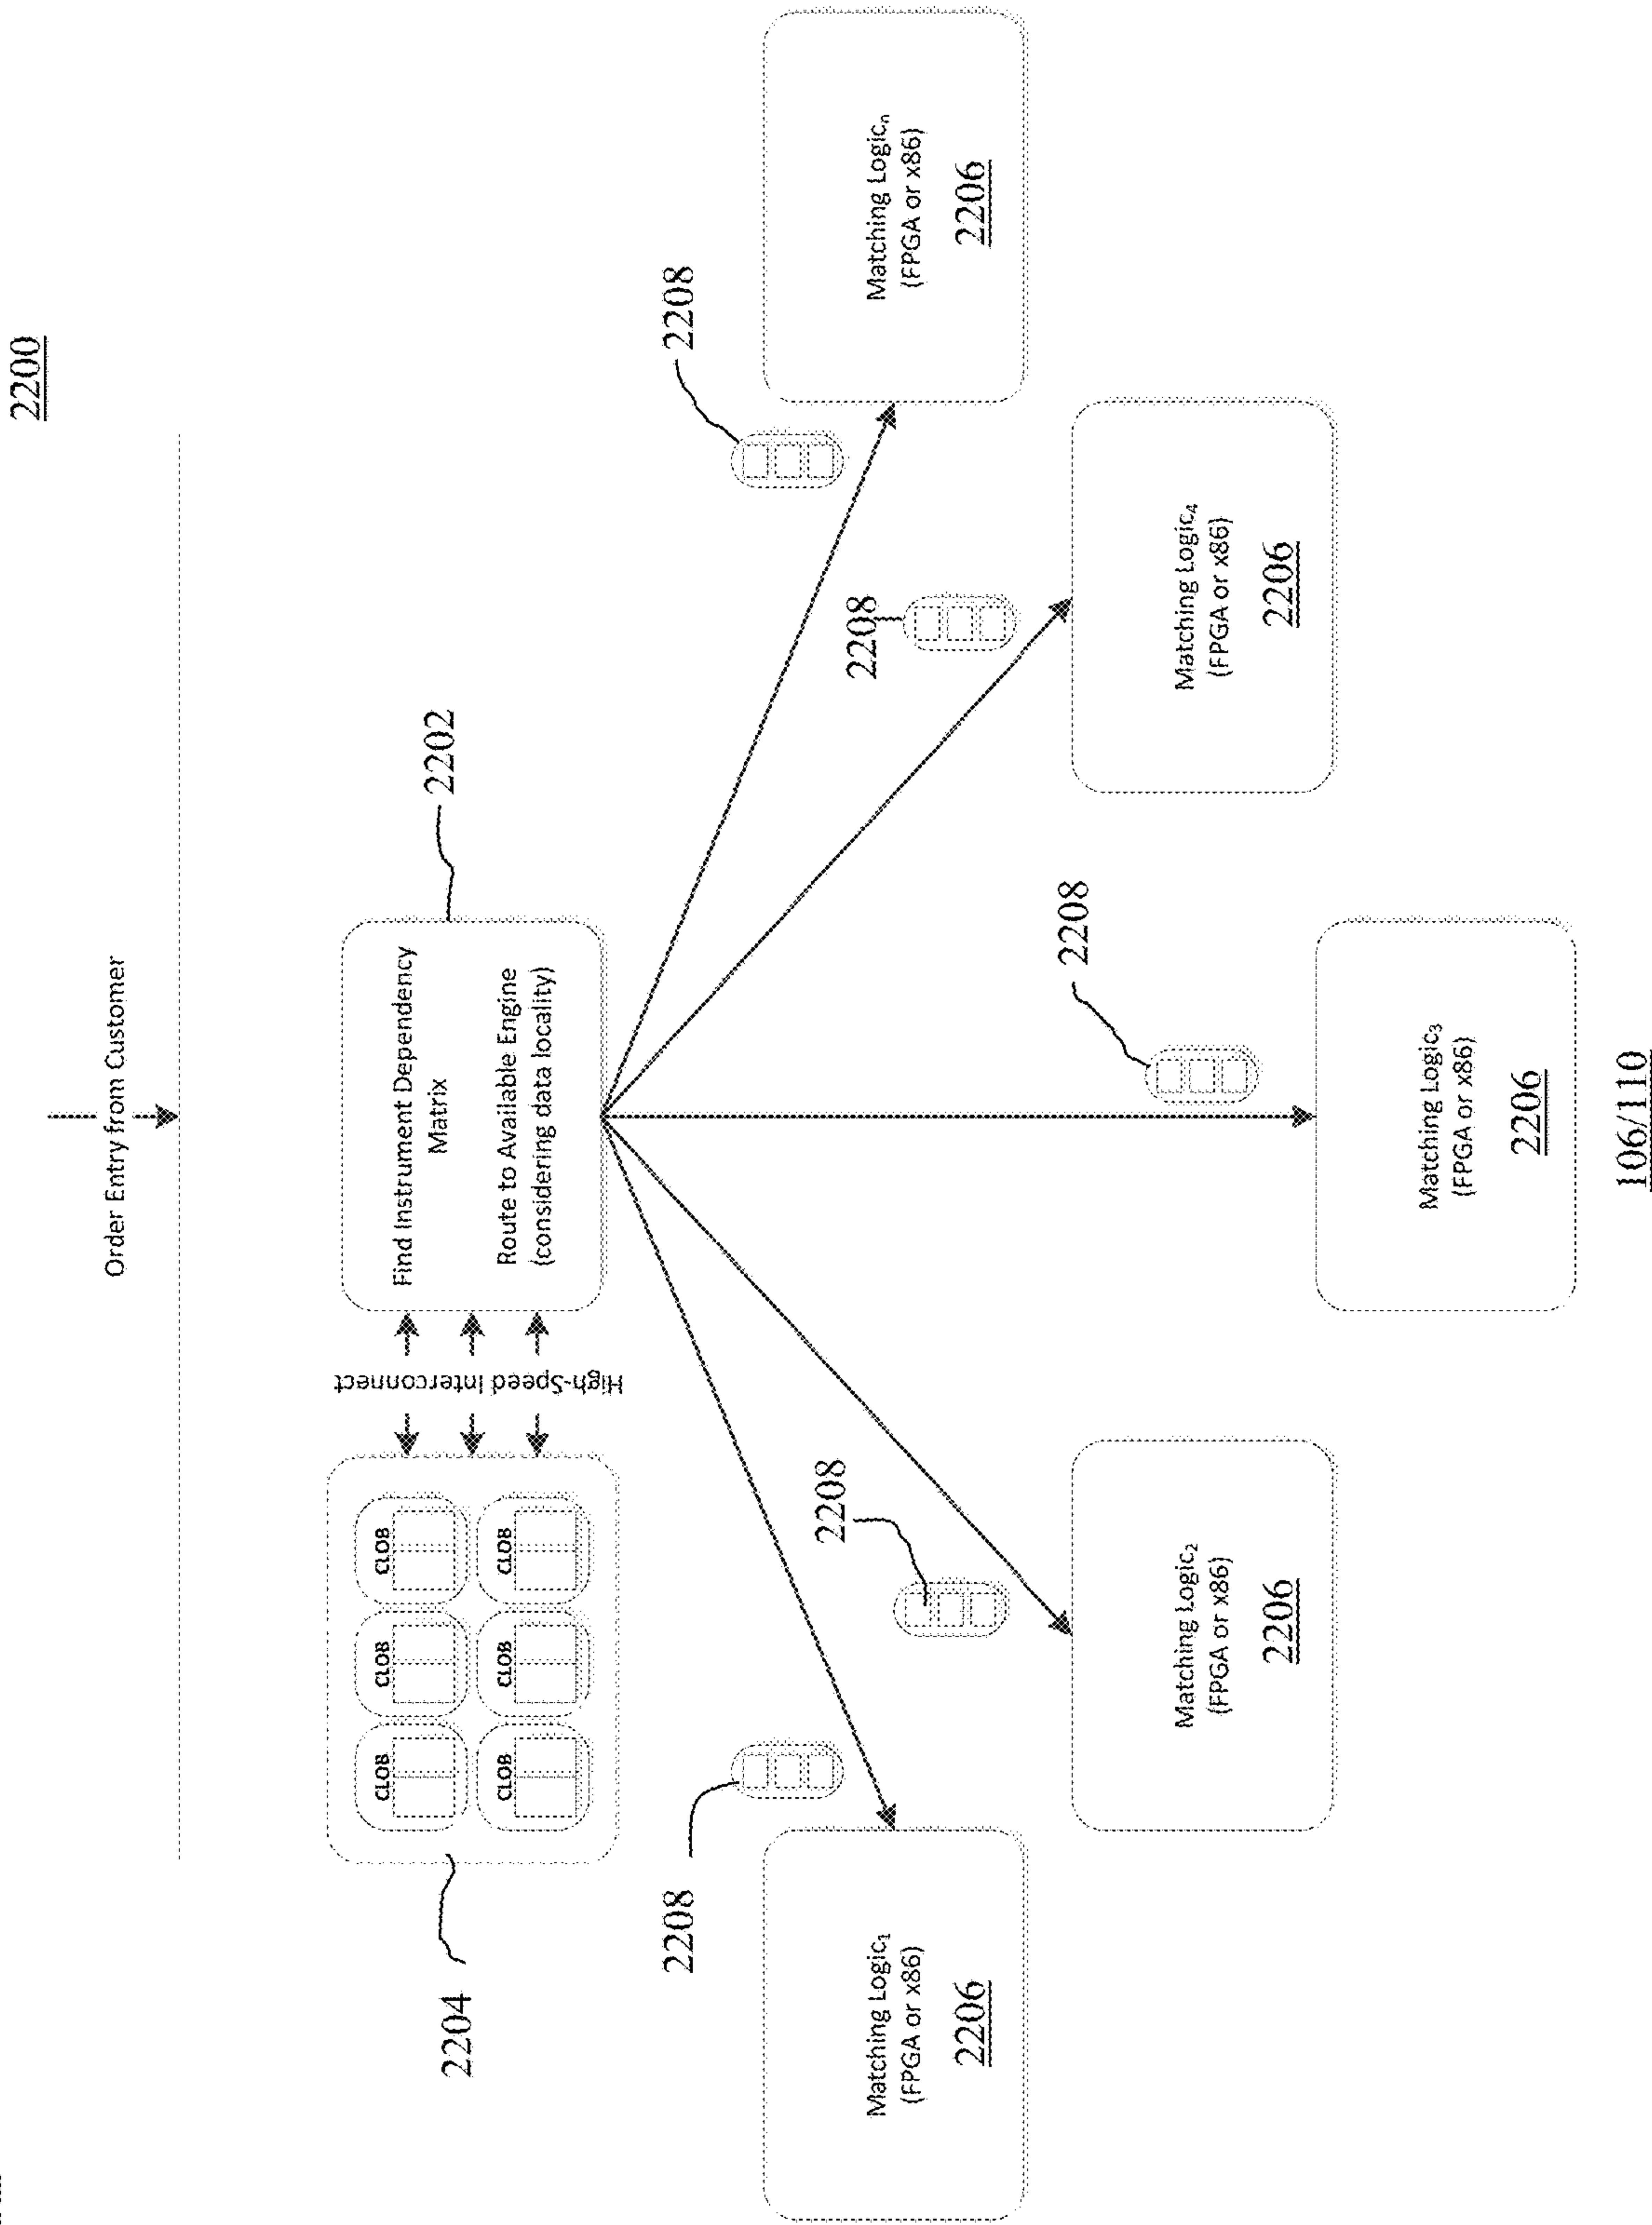 2200
Order Entry from Customer
2202
Find Instrument Dependency
Matrix
Route to Available Engine
(considering data locality)
High-Speed Interconnect
CLOB
CLOB
CLOB
CLOB
CLOB
CLOB
2204
2208
2208
2208
2208
2208
Matching Logic₁
(FPGA or x86)
2206
Matching Logic₂
(FPGA or x86)
2206
Matching Logic₃
(FPGA or x86)
2206
Matching Logic₄
(FPGA or x86)
2206
Matching Logicₙ
(FPGA or x86)
2206
106/110